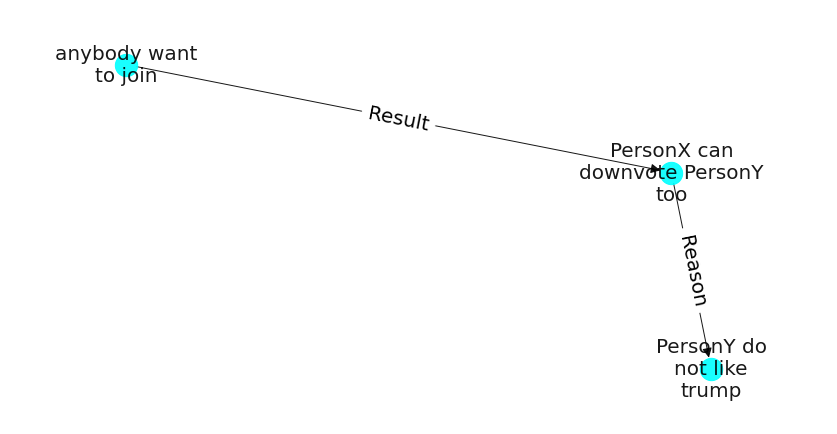 anybody want
to join
Result
PersonX can
downvote PersonY
too
Reason
PersonY do
not like
trump